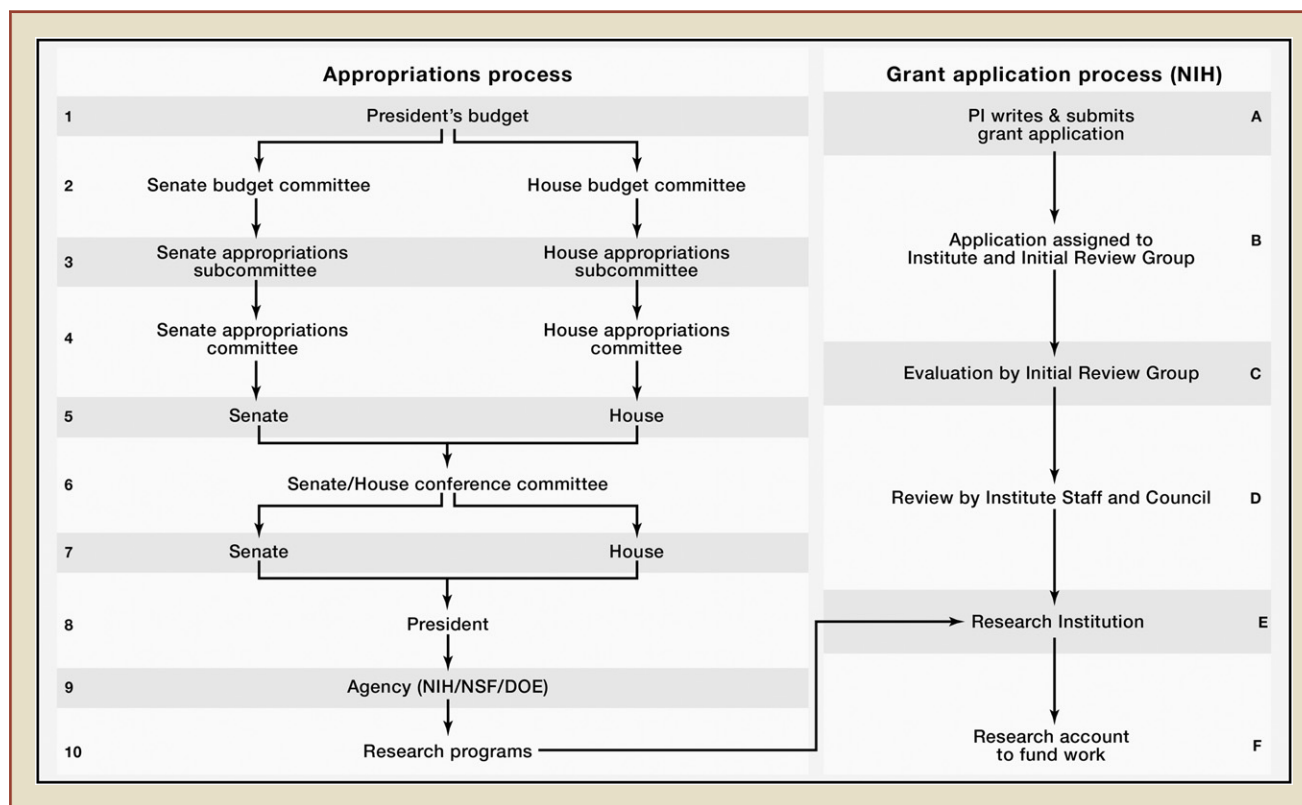 Appropriations process
1
President's budget
2
Senate budget committee
House budget committee
3
Senate appropriations
subcommittee
House appropriations
subcommittee
4
Senate appropriations
committee
House appropriations
committee
5
Senate
House
6
Senate/House conference committee
7
Senate
House
8
President
9
Agency (NIH/NSF/DOE)
10
Research programs
Grant application process (NIH)
PI writes & submits
grant application
A
Application assigned to
Institute and Initial Review Group
B
Evaluation by Initial Review Group
C
Review by Institute Staff and Council
D
Research Institution
E
Research account
to fund work
F